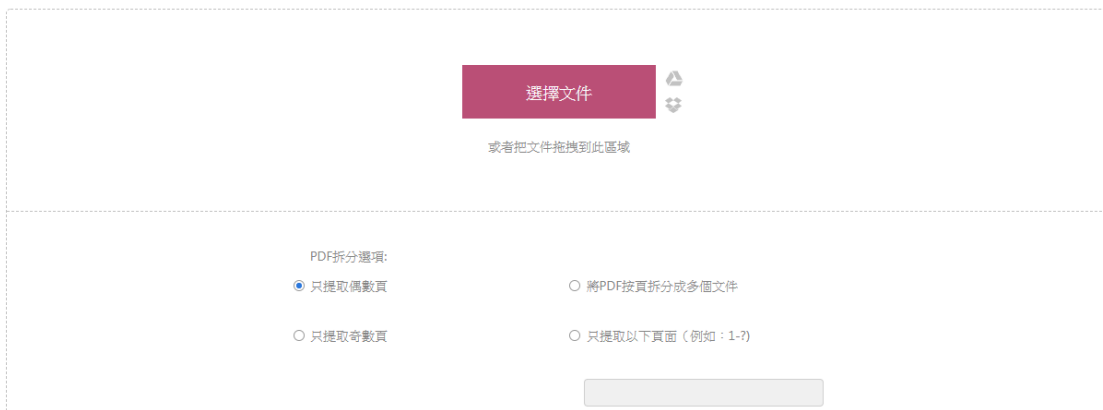 選擇文件
或者把文件拖拽到此區域
PDF拆分選項:
只提取偶數頁
將PDF按頁拆分成多個文件
只提取奇數頁
只提取以下頁面（例如：1-?)